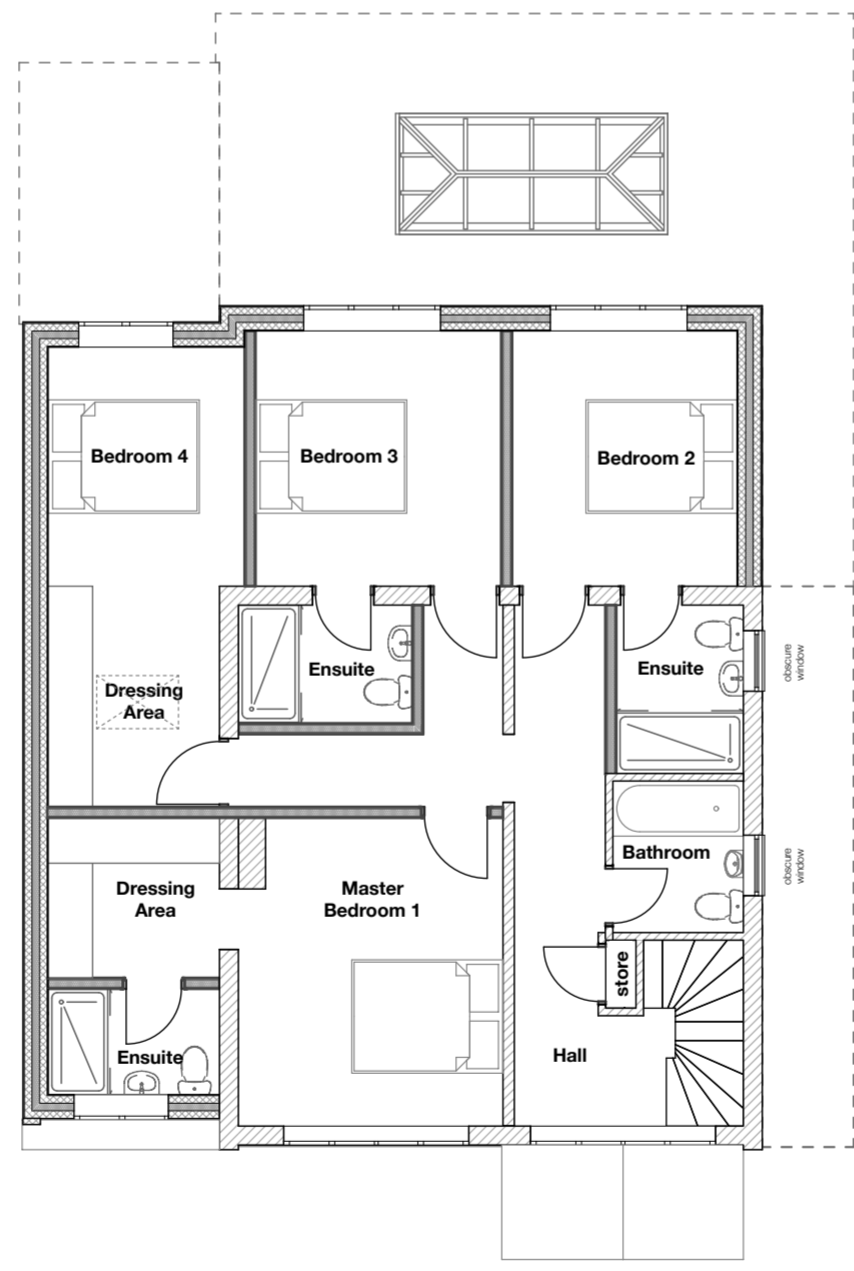 Bedroom 4
Bedroom 3
Bedroom 2
Ensuite
Ensuite
obscure
window
Dressing
Area
Bathroom
obscure
window
Dressing
Area
Master
Bedroom 1
store
Ensuite
Hall